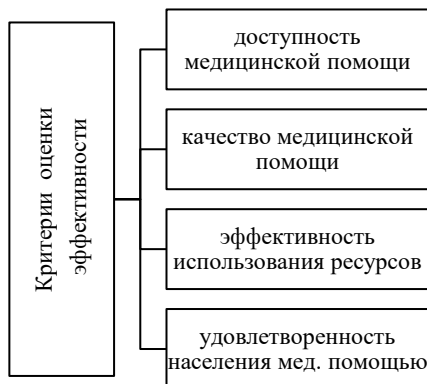 Критерии оценки
эффективности
доступность
медицинской помощи
качество медицинской
помощи
эффективность
использования ресурсов
удовлетворенность
населения мед. помощью